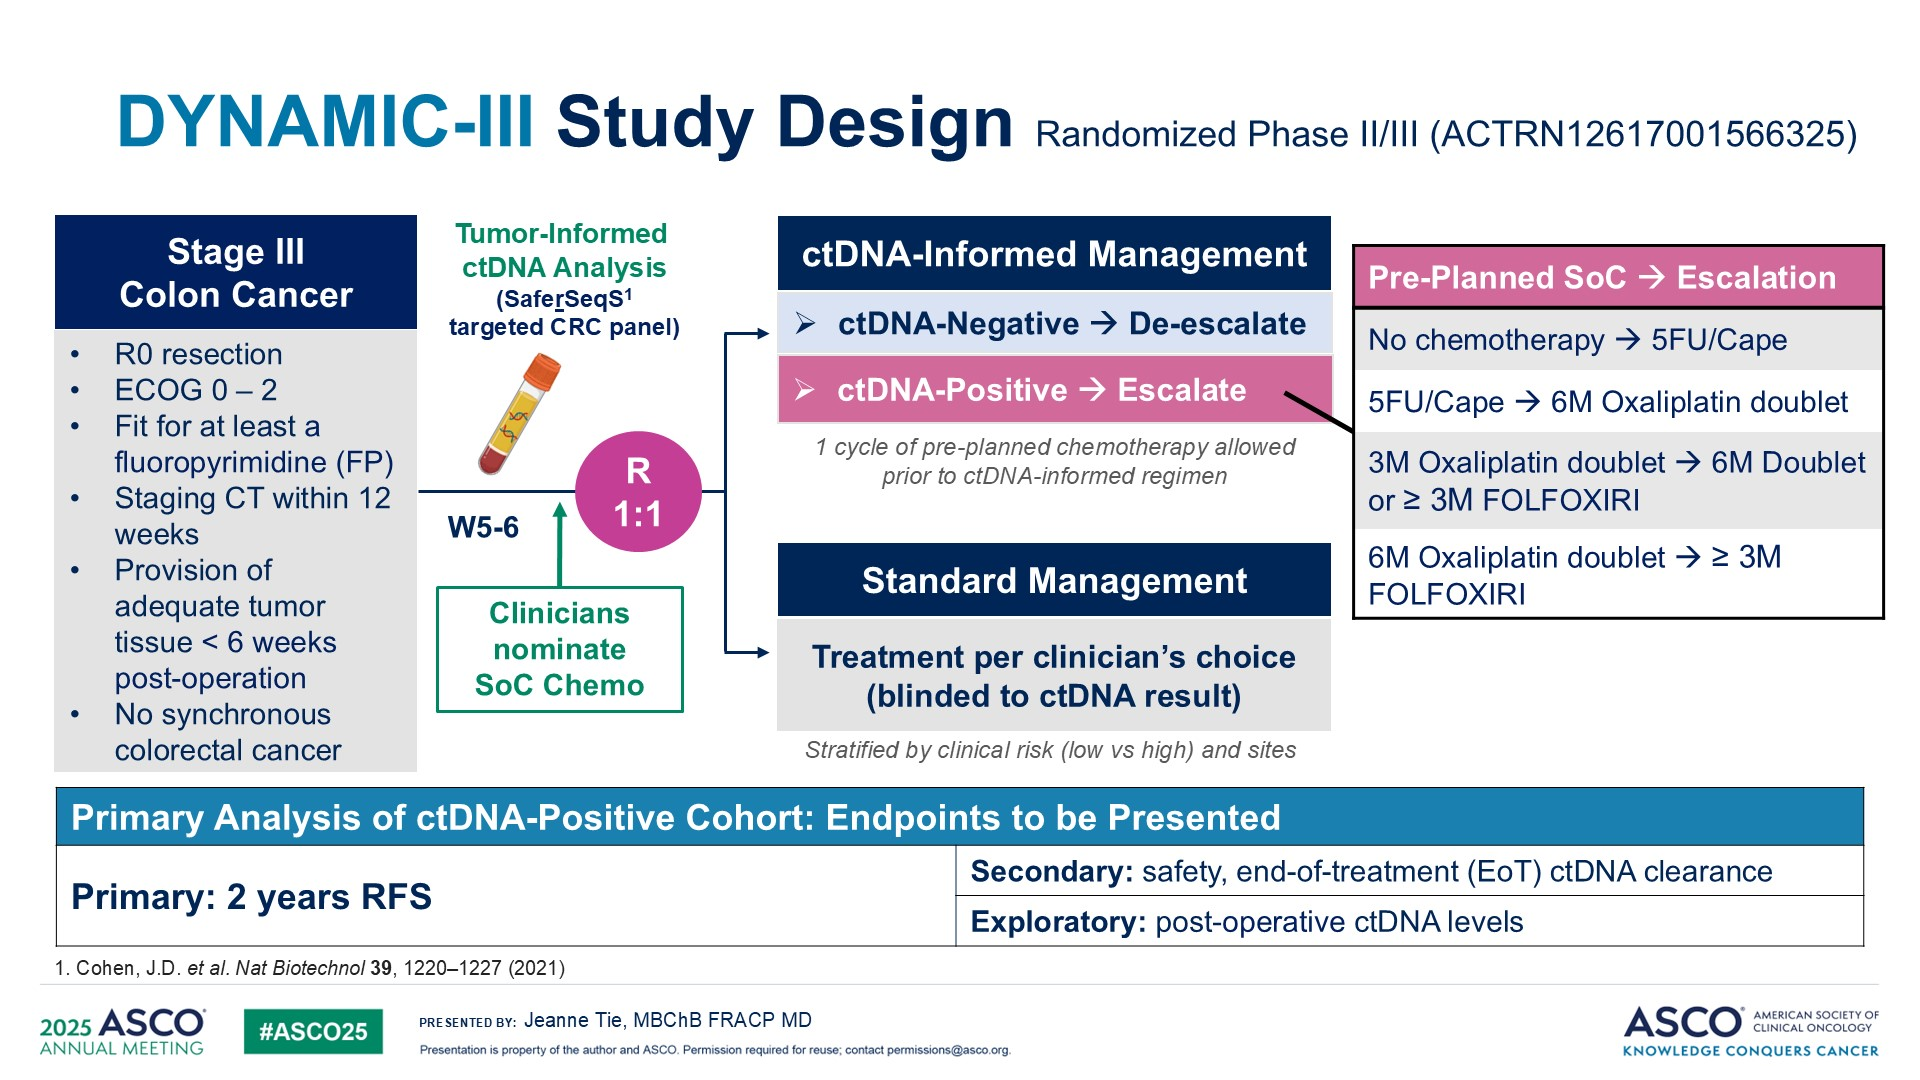 DYNAMIC-III Study Design Randomized Phase II/III (ACTRN12617001566325)
Stage III
Colon Cancer
• R0 resection
• ECOG 0 – 2
• Fit for at least a
fluoropyrimidine (FP)
• Staging CT within 12
weeks
• Provision of
adequate tumor
tissue < 6 weeks
post-operation
• No synchronous
colorectal cancer
Tumor-Informed
ctDNA Analysis
(SaferSeqS¹
targeted CRC panel)
W5-6
R
1:1
Clinicians
nominate
SoC Chemo
ctDNA-Informed Management
➢ ctDNA-Negative → De-escalate
➢ ctDNA-Positive → Escalate
1 cycle of pre-planned chemotherapy allowed
prior to ctDNA-informed regimen
Standard Management
Treatment per clinician’s choice
(blinded to ctDNA result)
Stratified by clinical risk (low vs high) and sites
Pre-Planned SoC → Escalation
No chemotherapy → 5FU/Cape
5FU/Cape → 6M Oxaliplatin doublet
3M Oxaliplatin doublet → 6M Doublet
or ≥ 3M FOLFOXIRI
6M Oxaliplatin doublet → ≥ 3M
FOLFOXIRI
Primary Analysis of ctDNA-Positive Cohort: Endpoints to be Presented
Primary: 2 years RFS
Secondary: safety, end-of-treatment (EoT) ctDNA clearance
Exploratory: post-operative ctDNA levels
1. Cohen, J.D. et al. Nat Biotechnol 39, 1220–1227 (2021)
2025 ASCO®
ANNUAL MEETING
#ASCO25
PRESENTED BY: Jeanne Tie, MBChB FRACP MD
Presentation is property of the author and ASCO. Permission required for reuse; contact permissions@asco.org.
ASCO® AMERICAN SOCIETY OF
CLINICAL ONCOLOGY
KNOWLEDGE CONQUERS CANCER